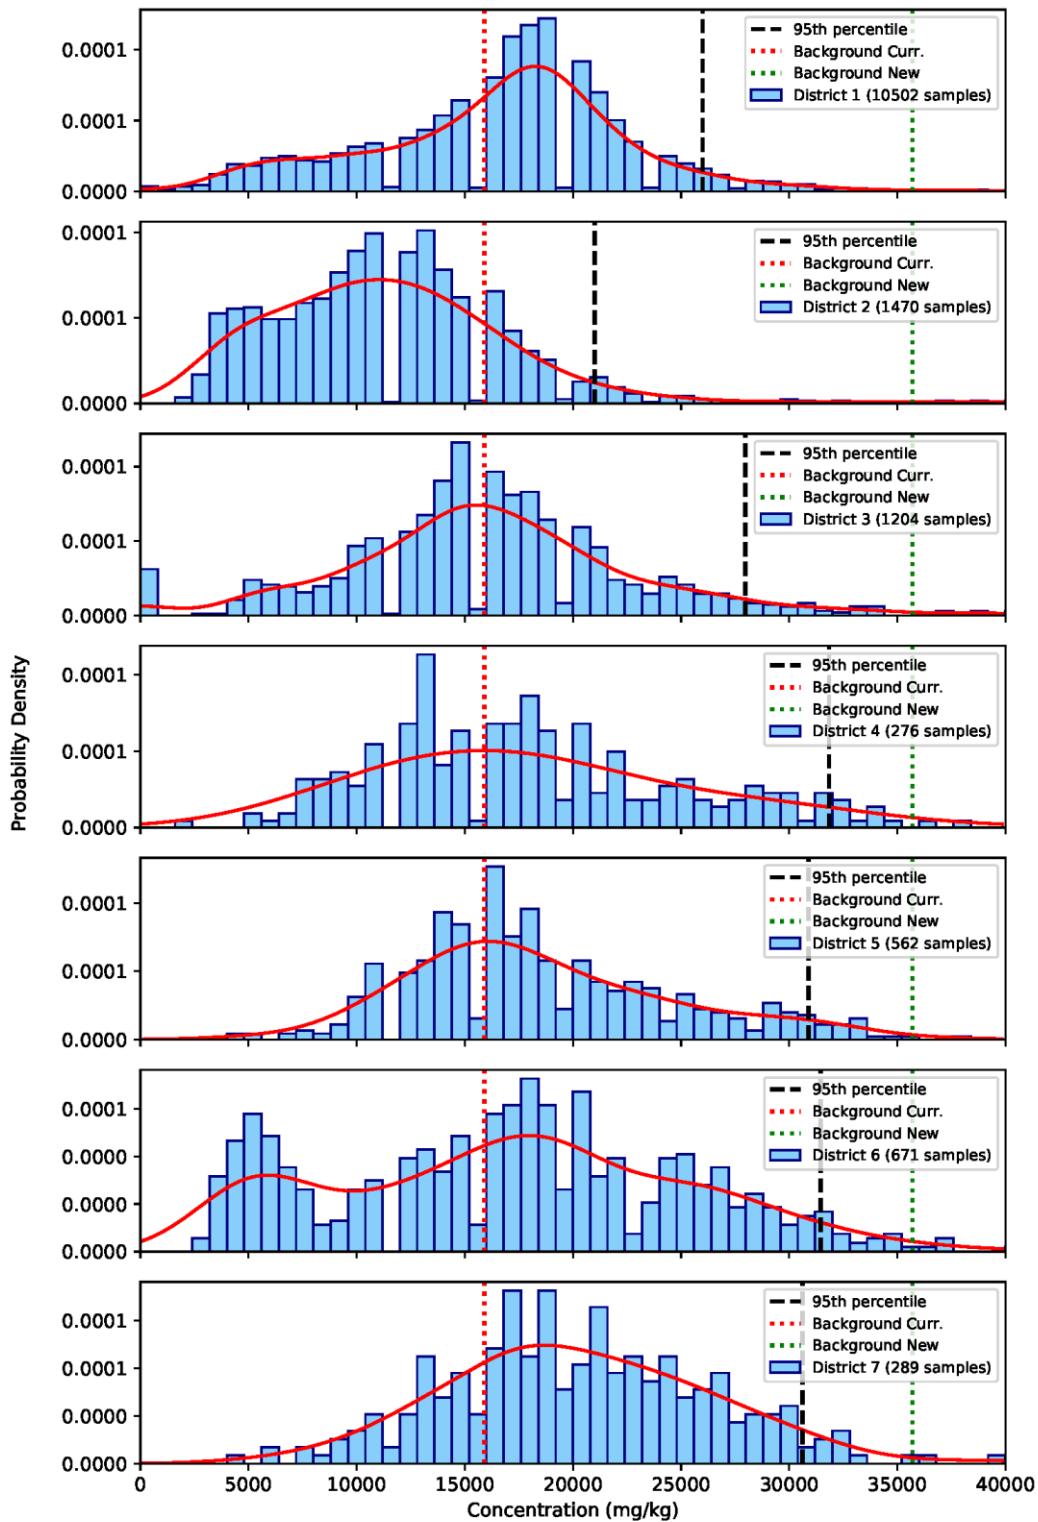 0.0001
0.0001
0.0000
95th percentile
Background Curr.
Background New
District 1 (10502 samples)
0.0001
0.0001
0.0000
95th percentile
Background Curr.
Background New
District 2 (1470 samples)
0.0001
0.0001
0.0000
95th percentile
Background Curr.
Background New
District 3 (1204 samples)
Probability Density
0.0001
0.0001
0.0000
95th percentile
Background Curr.
Background New
District 4 (276 samples)
0.0001
0.0001
0.0000
95th percentile
Background Curr.
Background New
District 5 (562 samples)
0.0001
0.0000
0.0000
0.0000
95th percentile
Background Curr.
Background New
District 6 (671 samples)
0.0001
0.0001
0.0000
0.0000
95th percentile
Background Curr.
Background New
District 7 (289 samples)
0 5000 10000 15000 20000 25000 30000 35000 40000
Concentration (mg/kg)